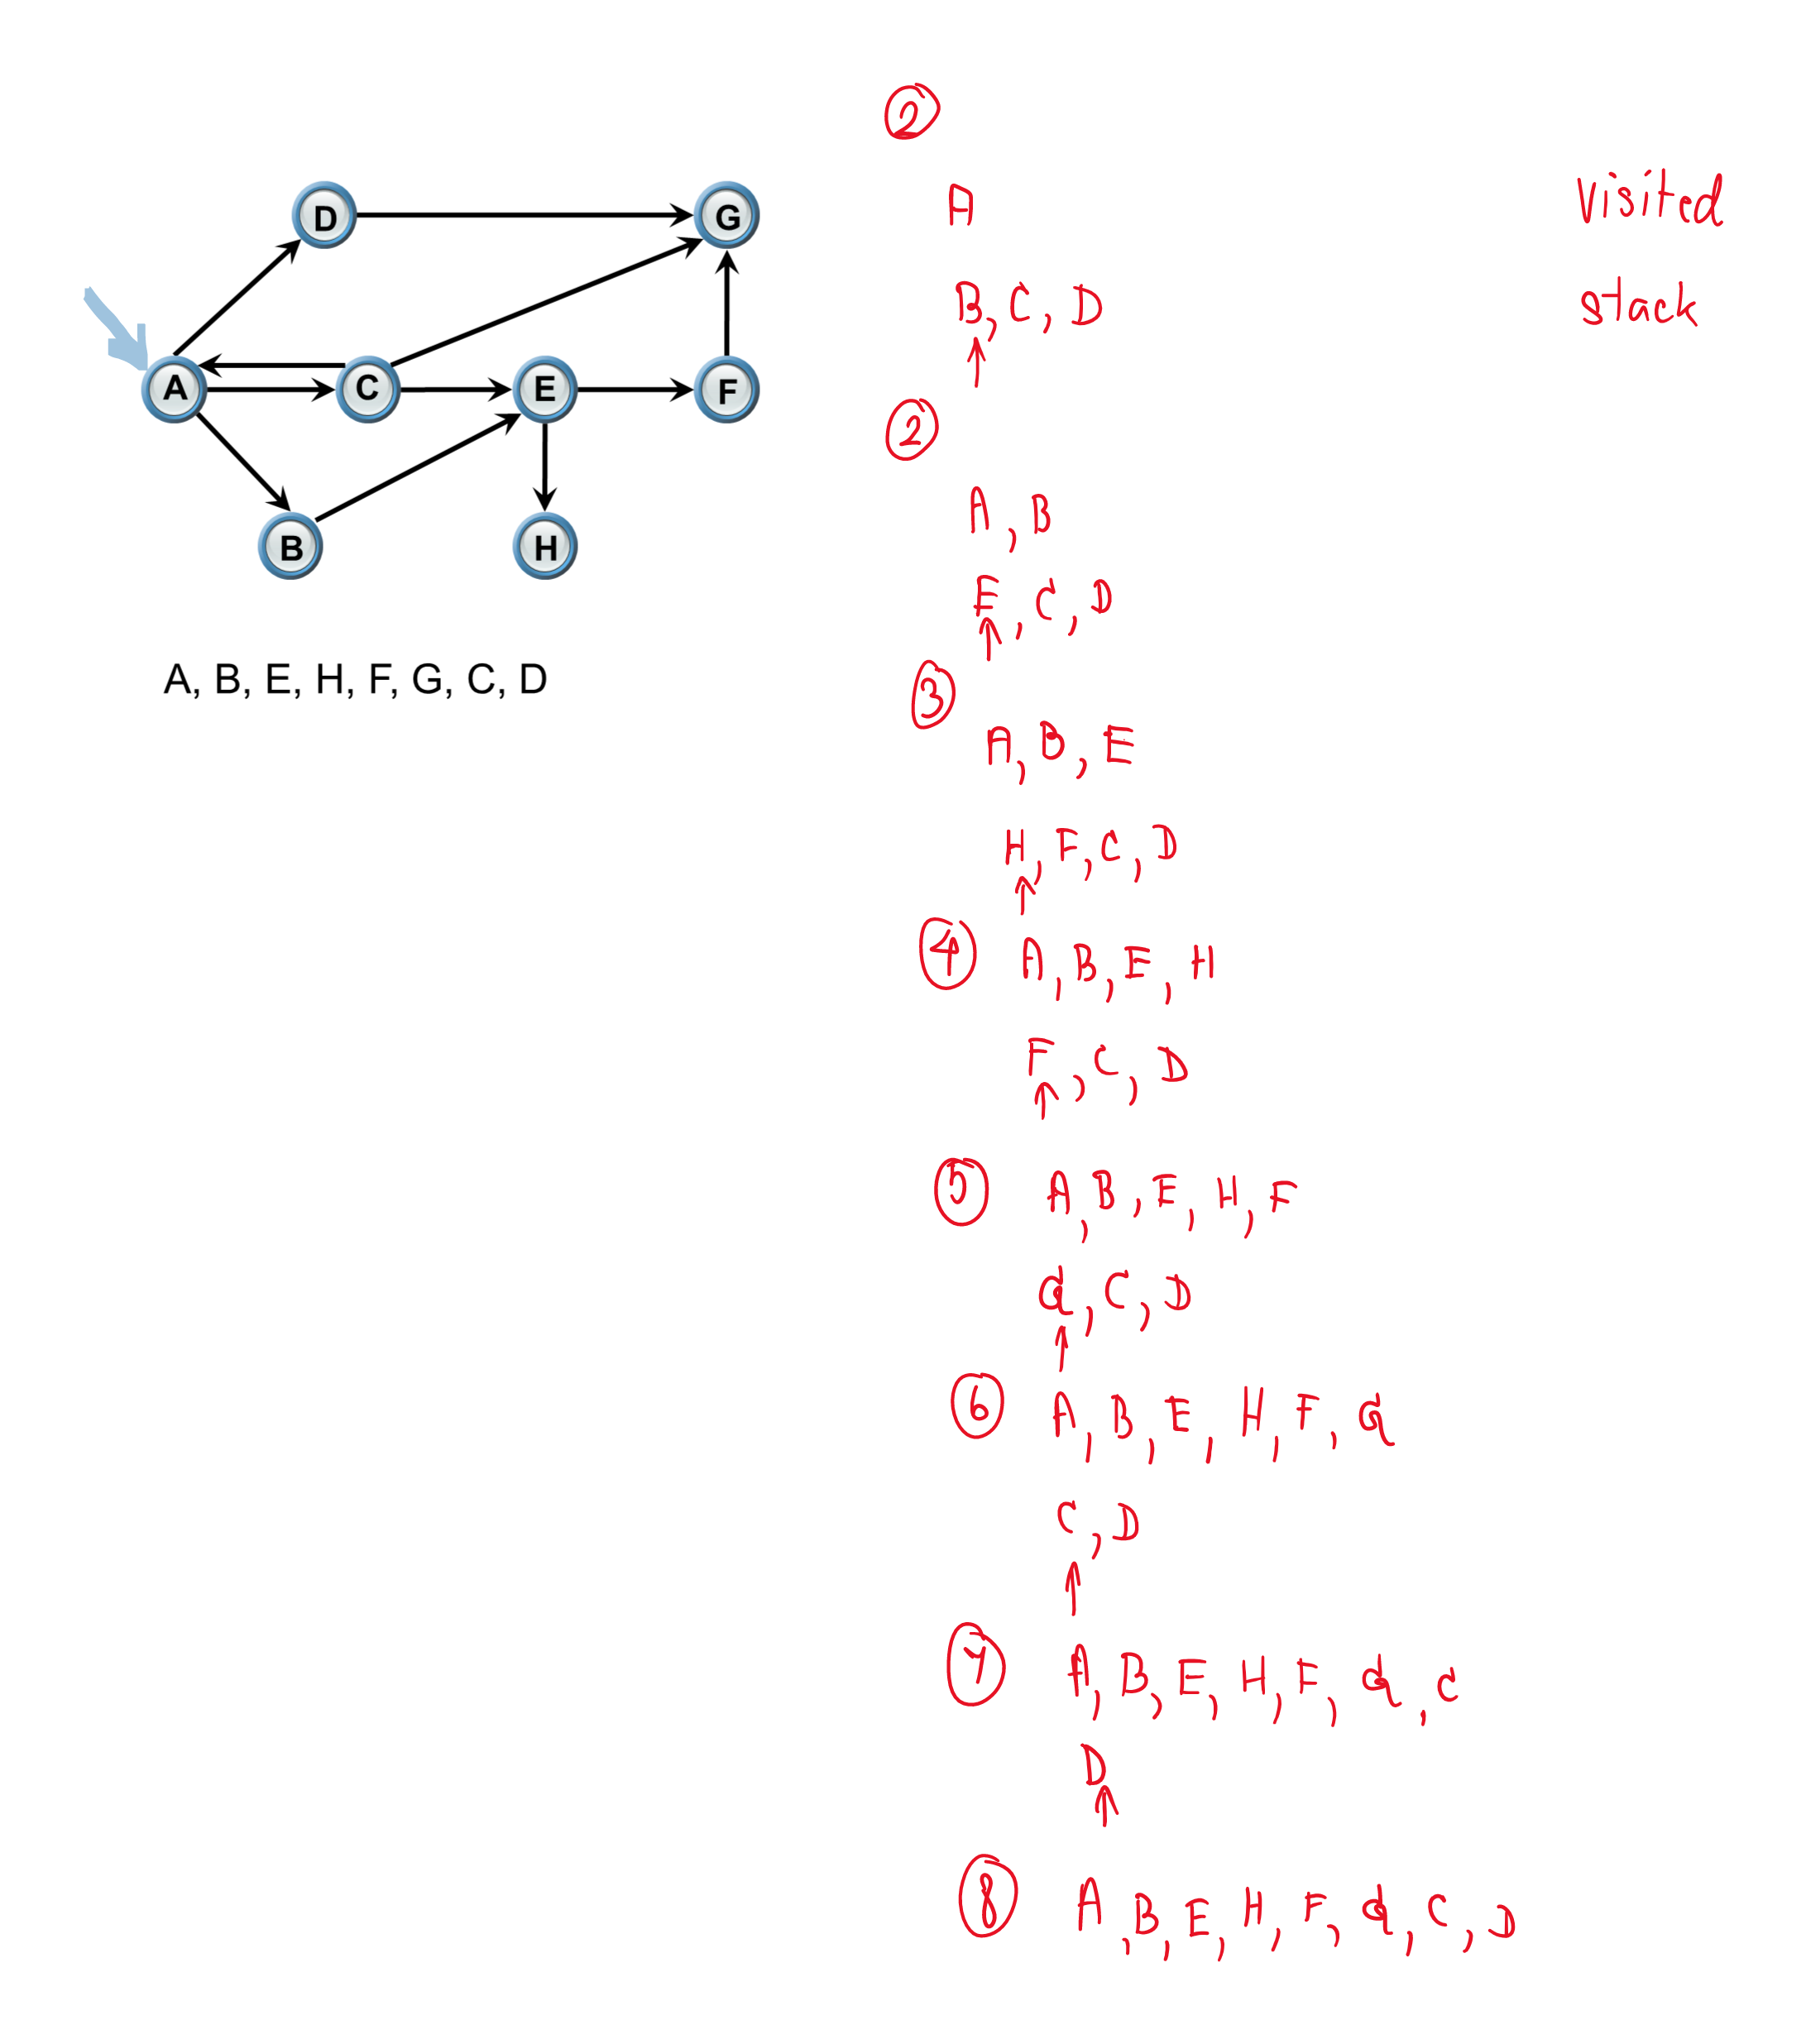 D G
A C E F
B H
A, B, E, H, F, G, C, D
②
A
B, C, D
②
A, B
E, C, D
③
A, B, E
H, F, C, D
④ A, B, E, H
F, C, D
⑤ A, B, E, H, F
G, C, D
⑥ A, B, E, H, F, G
C, D
⑦ A, B, E, H, F, G, C
D
⑧ A, B, E, H, F, G, C, D
Visited
stack